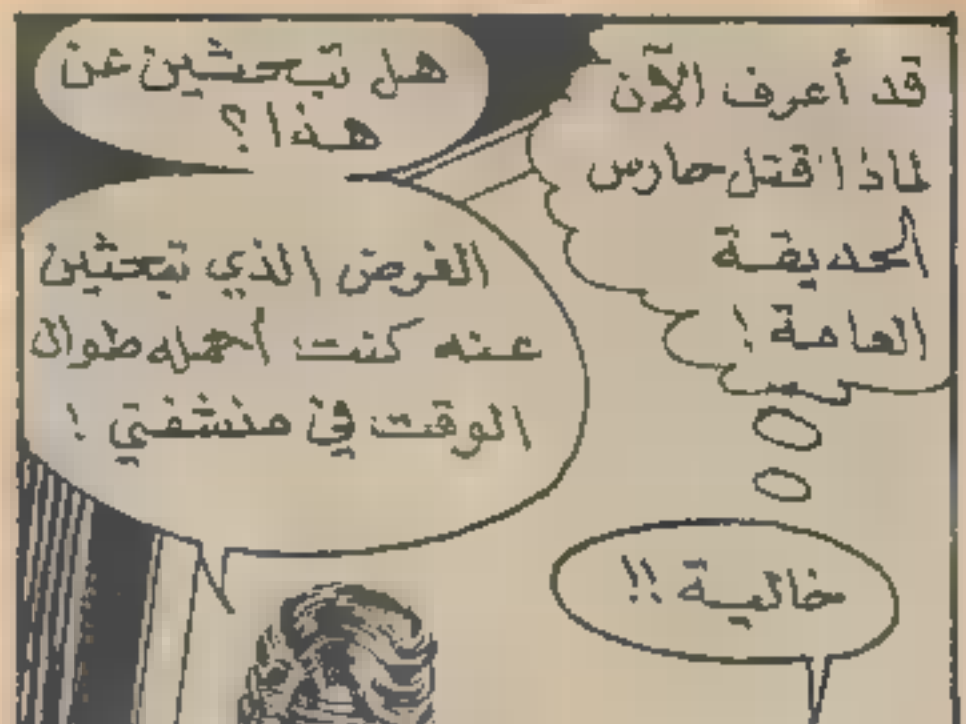 قد أعرف الآن
لماذا اقتل حارس
الحديقة
العامة !
خالية !!
هل تبحثين عن
هذا ؟
الغرض الذي تبحثين
عنه كنت أحمله طوال
الوقت في منشفتي !